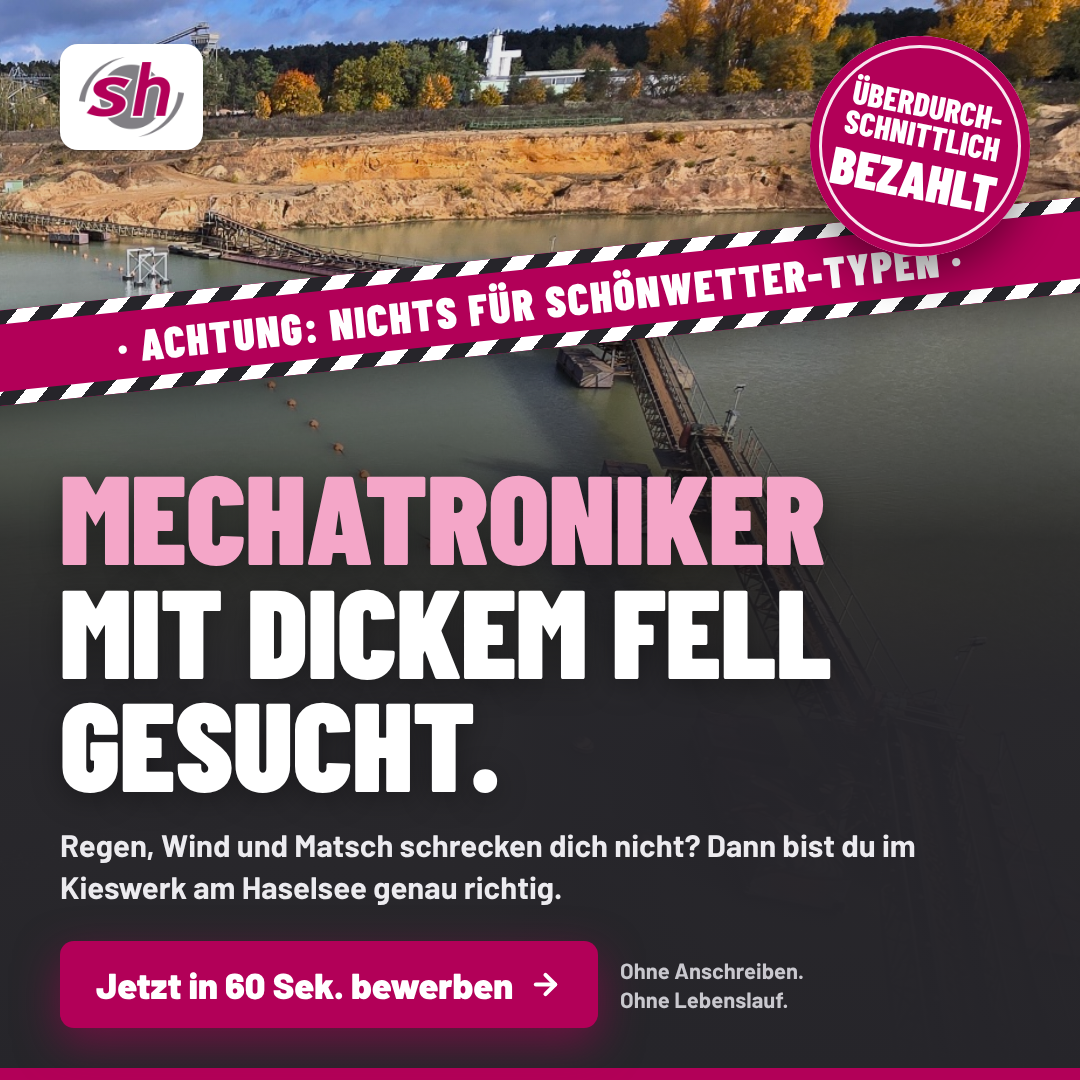 sh
ÜBERDURCH-
SCHNITTLICH
BEZAHLT
· ACHTUNG: NICHTS FÜR SCHÖNWETTER-TYPEN ·
MECHATRONIKER
MIT DICKEM FELL
GESUCHT.
Regen, Wind und Matsch schrecken dich nicht? Dann bist du im
Kieswerk am Haselsee genau richtig.
Jetzt in 60 Sek. bewerben →
Ohne Anschreiben.
Ohne Lebenslauf.